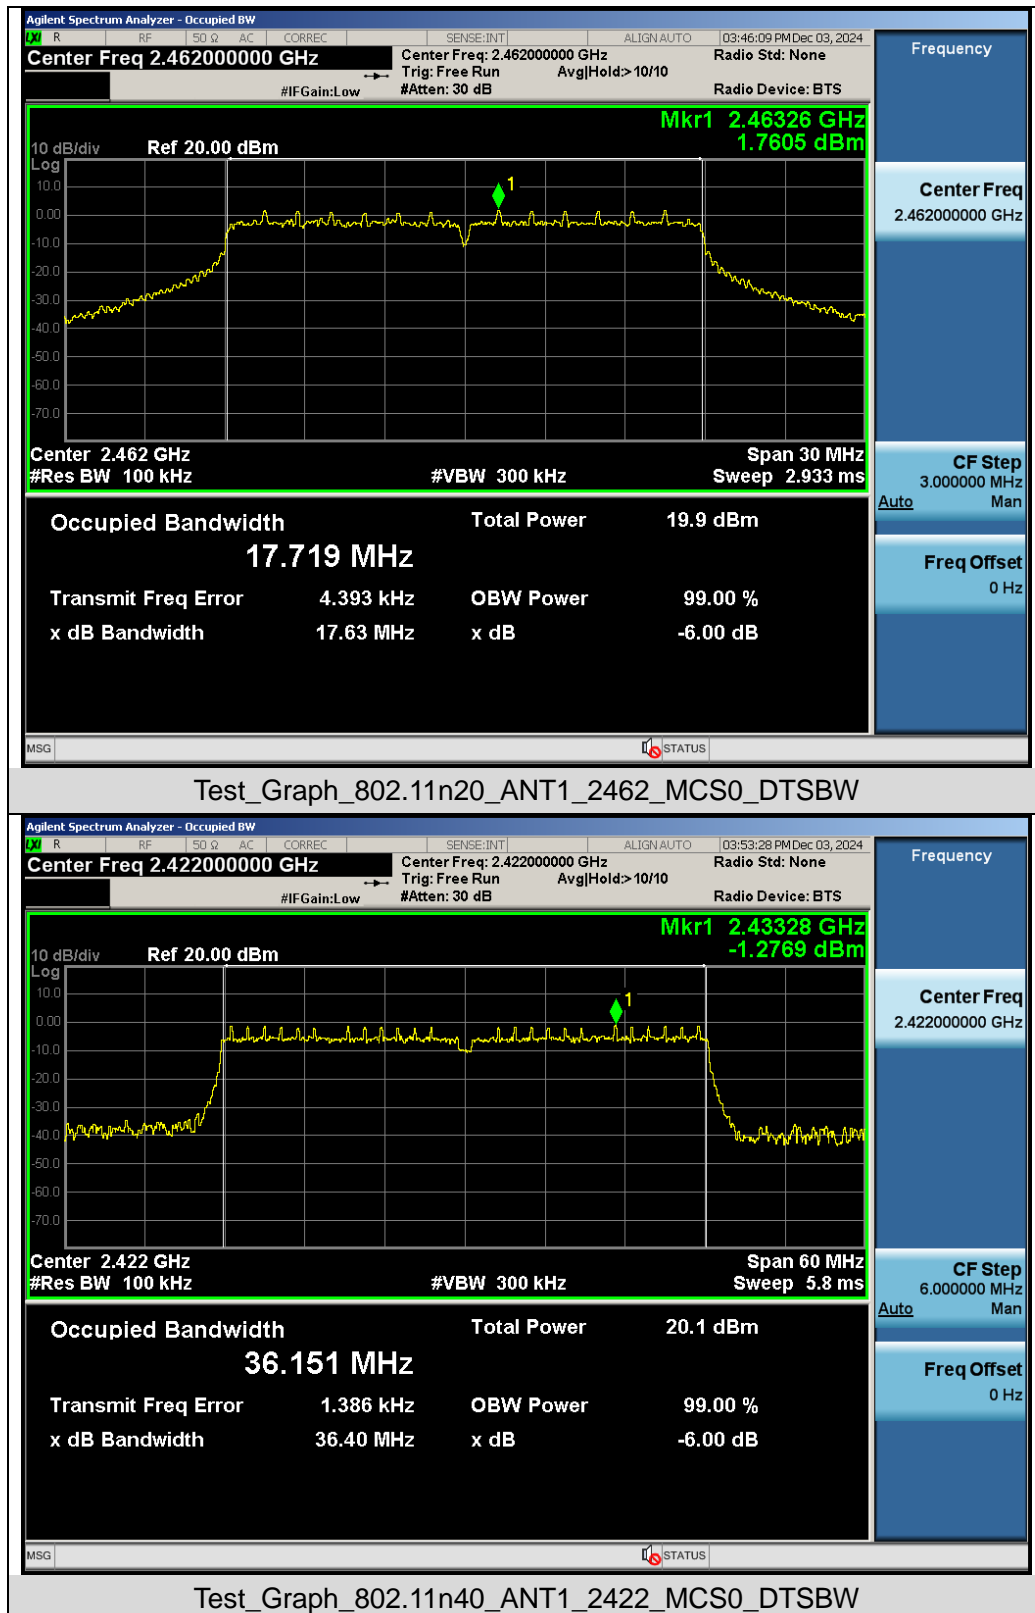 Agilent Spectrum Analyzer - Occupied BW
LXI R RF 50 Ω AC CORREC SENSE:INT ALIGN AUTO 03:46:09 PM Dec 03, 2024
Center Freq 2.462000000 GHz
Center Freq: 2.462000000 GHz Radio Std: None
Trig: Free Run Avg|Hold:> 10/10
#IFGain:Low #Atten: 30 dB Radio Device: BTS
Mkr1 2.46326 GHz
1.7605 dBm
10 dB/div Ref 20.00 dBm
Log
10.0
0.00
-10.0
-20.0
-30.0
-40.0
-50.0
-60.0
-70.0
1
Center 2.462 GHz Span 30 MHz
#Res BW 100 kHz #VBW 300 kHz Sweep 2.933 ms
Occupied Bandwidth Total Power 19.9 dBm
17.719 MHz
Transmit Freq Error 4.393 kHz OBW Power 99.00 %
x dB Bandwidth 17.63 MHz x dB -6.00 dB
MSG STATUS
Frequency
Center Freq
2.462000000 GHz
CF Step
3.000000 MHz
Auto Man
Freq Offset
0 Hz
Test_Graph_802.11n20_ANT1_2462_MCS0_DTSBW
Agilent Spectrum Analyzer - Occupied BW
LXI R RF 50 Ω AC CORREC SENSE:INT ALIGN AUTO 03:53:28 PM Dec 03, 2024
Center Freq 2.422000000 GHz
Center Freq: 2.422000000 GHz Radio Std: None
Trig: Free Run Avg|Hold:> 10/10
#IFGain:Low #Atten: 30 dB Radio Device: BTS
Mkr1 2.43328 GHz
-1.2769 dBm
10 dB/div Ref 20.00 dBm
Log
10.0
0.00
-10.0
-20.0
-30.0
-40.0
-50.0
-60.0
-70.0
1
Center 2.422 GHz Span 60 MHz
#Res BW 100 kHz #VBW 300 kHz Sweep 5.8 ms
Occupied Bandwidth Total Power 20.1 dBm
36.151 MHz
Transmit Freq Error 1.386 kHz OBW Power 99.00 %
x dB Bandwidth 36.40 MHz x dB -6.00 dB
MSG STATUS
Frequency
Center Freq
2.422000000 GHz
CF Step
6.000000 MHz
Auto Man
Freq Offset
0 Hz
Test_Graph_802.11n40_ANT1_2422_MCS0_DTSBW